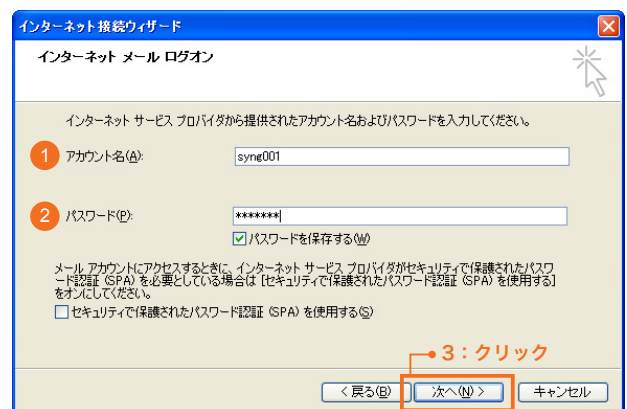 インターネット接続ウィザード
インターネット メール ログオン
インターネット サービス プロバイダから提供されたアカウント名およびパスワードを入力してください。
1 アカウント名(A): syng001
2 パスワード(P): *******
パスワードを保存する(W)
メール アカウントにアクセスするときに、インターネット サービス プロバイダがセキュリティで保護されたパスワ
ード認証 (SPA) を必要としている場合は [セキュリティで保護されたパスワード認証 (SPA) を使用する]
をオンにしてください。
セキュリティで保護されたパスワード認証 (SPA) を使用する(S)
3：クリック
< 戻る(B) 次へ(N) > キャンセル